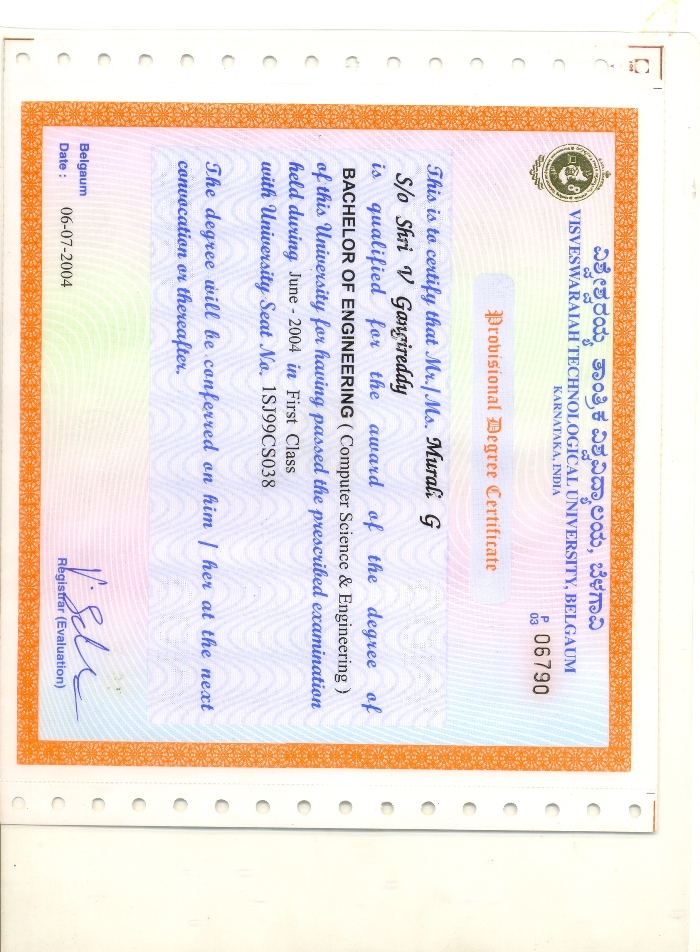 ವಿಶ್ವೇಶ್ವರಯ್ಯ ತಾಂತ್ರಿಕ ವಿಶ್ವವಿದ್ಯಾಲಯ, ಬೆಳಗಾವಿ
VISVESWARAIAH TECHNOLOGICAL UNIVERSITY, BELGAUM
KARNATAKA, INDIA
P 03 06790
Provisional Degree Certificate
This is to certify that Mr./Ms. Murali G
S/o Shri V Gangireddy
is qualified for the award of the degree of
BACHELOR OF ENGINEERING ( Computer Science & Engineering )
of this University for having passed the prescribed examination
held during June - 2004 in First Class
with University Seat No. 1SJ99CS038
The degree will be conferred on him / her at the next
convocation or thereafter.
Belgaum
Date : 06-07-2004
Registrar (Evaluation)